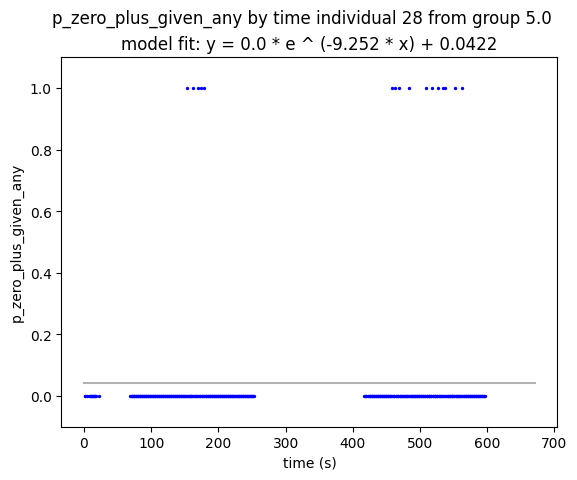 p_zero_plus_given_any by time individual 28 from group 5.0
model fit: y = 0.0 * e ^ (-9.252 * x) + 0.0422
1.0
0.8
0.6
0.4
0.2
0.0
p_zero_plus_given_any
0 100 200 300 400 500 600 700
time (s)